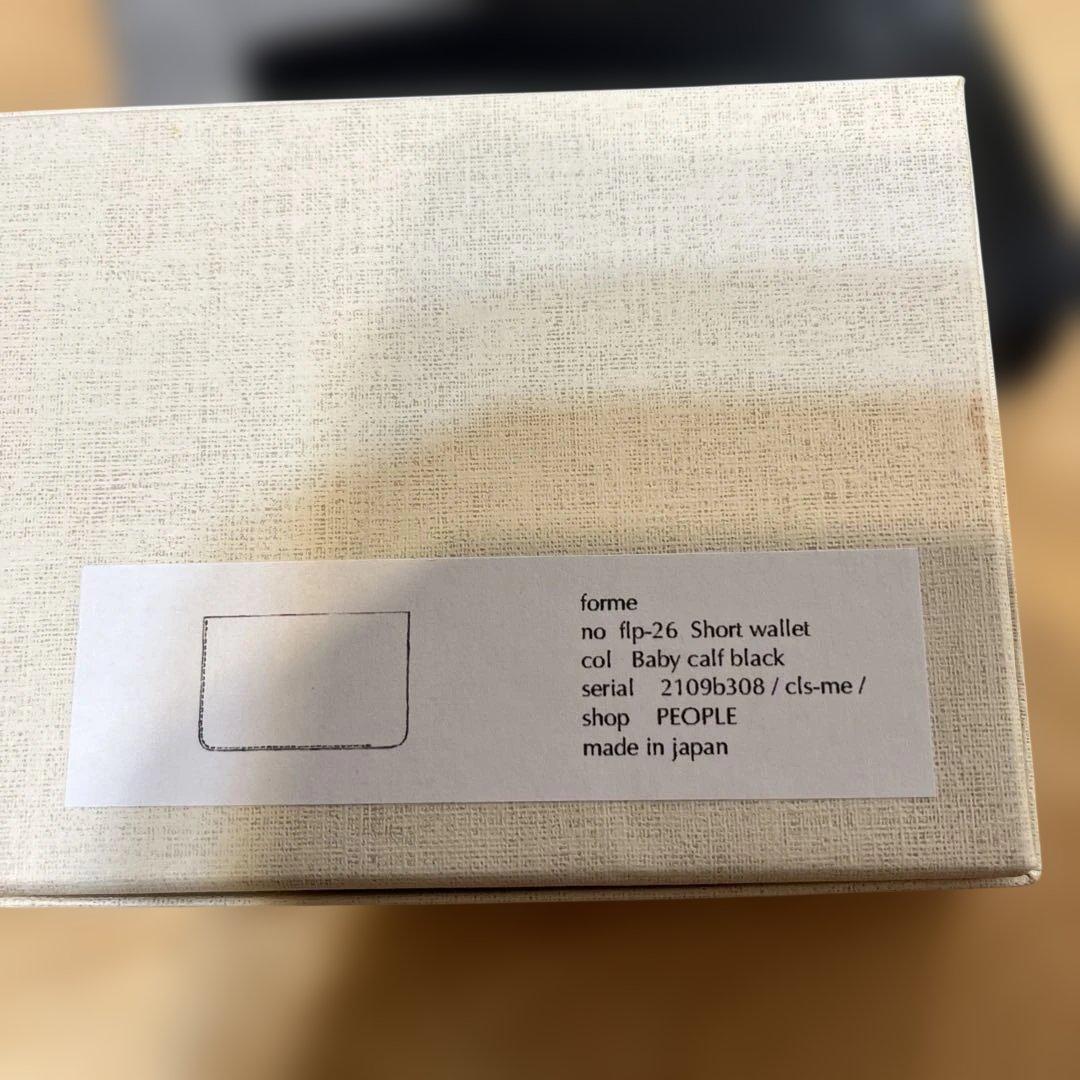 forme
no flp-26 Short wallet
col Baby calf black
serial 2109b308 / cls-me /
shop PEOPLE
made in japan